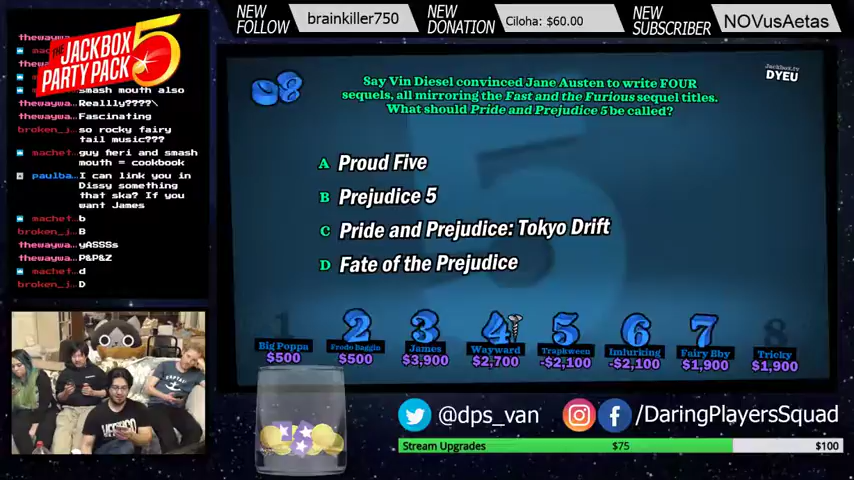 NEW FOLLOW
brainkiller750
NEW DONATION
Ciloha: $60.00
NEW SUBSCRIBER
NOVusAetas
THE JACKBOX PARTY PACK 5
smash mouth also
thewaywa… Reallly????\
thewaywa… Fascinating
broken_j… so rocky fairy
tail music???
machet… guy fieri and smash
mouth = cookbook
paulba… I can link you in
Dissy something
that ska? If you
want James
machet… b
broken_j… B
thewaywa… yASSSs
thewaywa… P&P&Z
machet… d
broken_j… D
08
Jackbox.tv
DYEU
Say Vin Diesel convinced Jane Austen to write FOUR
sequels, all mirroring the Fast and the Furious sequel titles.
What should Pride and Prejudice 5 be called?
A Proud Five
B Prejudice 5
C Pride and Prejudice: Tokyo Drift
D Fate of the Prejudice
5
1 2 3 4 5 6 7 8
Big Poppa Frodo baggin James Wayward Trapkween Imlurking Fairy Bby Tricky
$500 $500 $3,900 $2,700 -$2,100 -$2,100 $1,900 $1,900
@dps_van
/DaringPlayersSquad
Stream Upgrades $75 $100